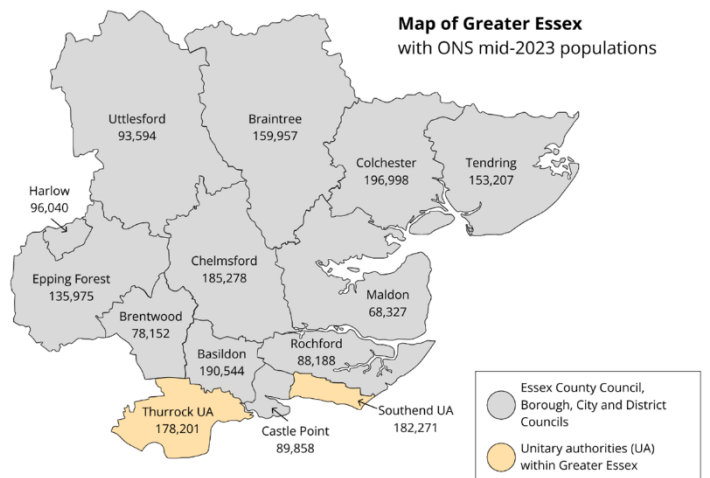 Map of Greater Essex
with ONS mid-2023 populations
Uttlesford
93,594
Braintree
159,957
Colchester
196,998
Tendring
153,207
Harlow
96,040
Epping Forest
135,975
Chelmsford
185,278
Maldon
68,327
Brentwood
78,152
Basildon
190,544
Rochford
88,188
Thurrock UA
178,201
Castle Point
89,858
Southend UA
182,271
Essex County Council,
Borough, City and District
Councils
Unitary authorities (UA)
within Greater Essex